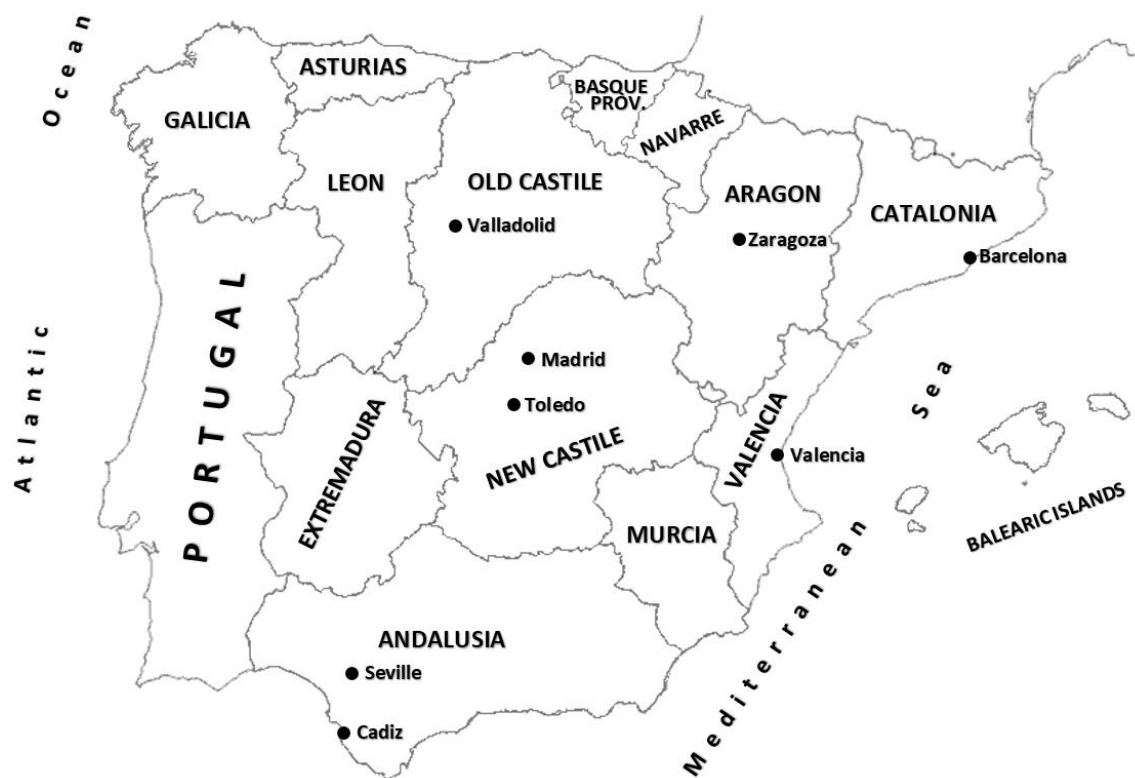 Ocean
ASTURIAS
BASQUE
PROV.
GALICIA
NAVARRE
LEON
OLD CASTILE
ARAGON
CATALONIA
Valladolid
Zaragoza
Barcelona
PORTUGAL
Atlantic
Madrid
Sea
Toledo
EXTREMADURA
NEW CASTILE
VALENCIA
Valencia
BALEARIC ISLANDS
MURCIA
Mediterranean
ANDALUSIA
Seville
Cadiz